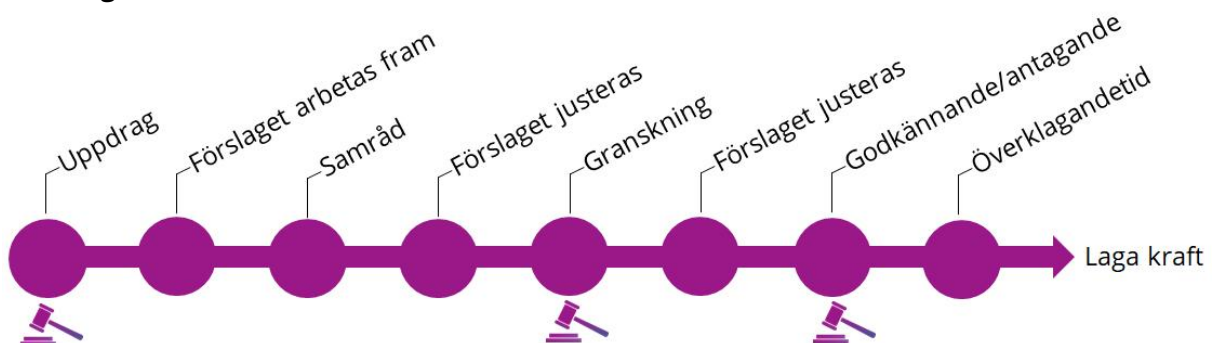 Uppdrag
Förslaget arbetas fram
Samråd
Förslaget justeras
Granskning
Förslaget justeras
Godkännande/antagande
Överklagandetid
Laga kraft